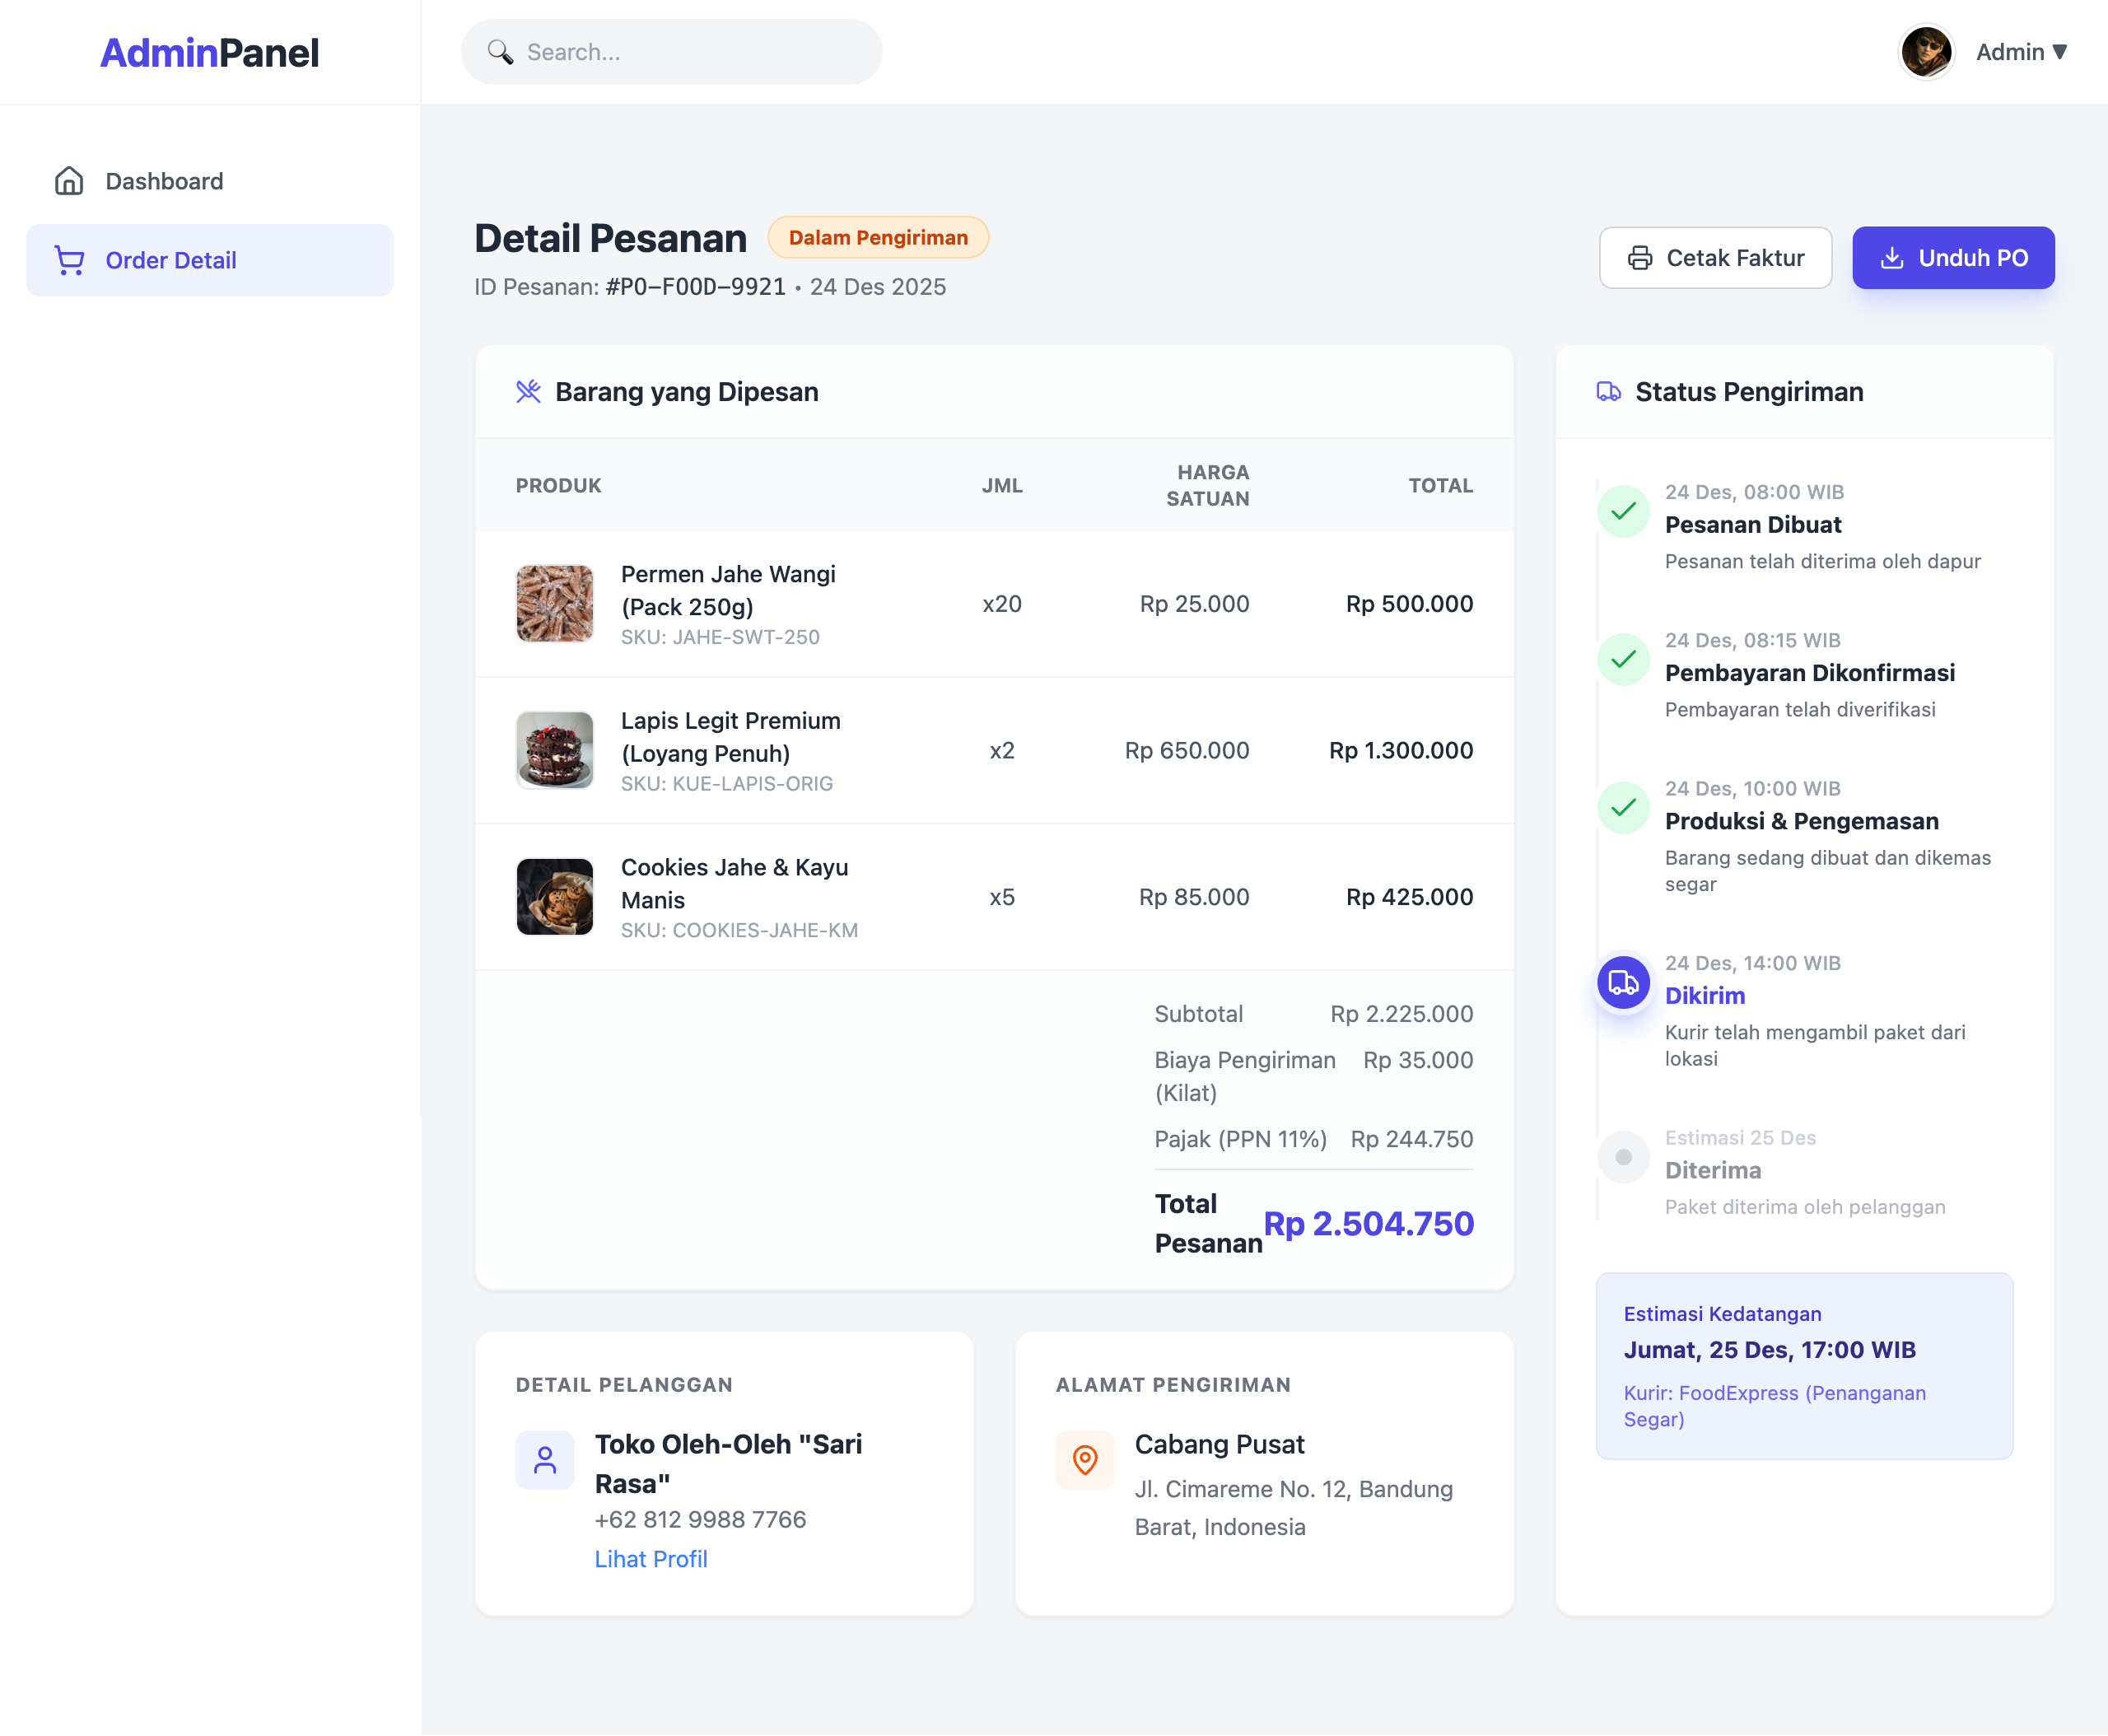 AdminPanel
Search...
Admin ▼
Dashboard
Order Detail
Detail Pesanan
Dalam Pengiriman
ID Pesanan: #PO-FOOD-9921 • 24 Des 2025
Cetak Faktur
Unduh PO
Barang yang Dipesan
PRODUK
JML
HARGA
SATUAN
TOTAL
Permen Jahe Wangi
(Pack 250g)
SKU: JAHE-SWT-250
x20
Rp 25.000
Rp 500.000
Lapis Legit Premium
(Loyang Penuh)
SKU: KUE-LAPIS-ORIG
x2
Rp 650.000
Rp 1.300.000
Cookies Jahe & Kayu
Manis
SKU: COOKIES-JAHE-KM
x5
Rp 85.000
Rp 425.000
Subtotal
Rp 2.225.000
Biaya Pengiriman
(Kilat)
Rp 35.000
Pajak (PPN 11%)
Rp 244.750
Total
Pesanan
Rp 2.504.750
DETAIL PELANGGAN
Toko Oleh-Oleh "Sari
Rasa"
+62 812 9988 7766
Lihat Profil
ALAMAT PENGIRIMAN
Cabang Pusat
Jl. Cimareme No. 12, Bandung
Barat, Indonesia
Status Pengiriman
24 Des, 08:00 WIB
Pesanan Dibuat
Pesanan telah diterima oleh dapur
24 Des, 08:15 WIB
Pembayaran Dikonfirmasi
Pembayaran telah diverifikasi
24 Des, 10:00 WIB
Produksi & Pengemasan
Barang sedang dibuat dan dikemas
segar
24 Des, 14:00 WIB
Dikirim
Kurir telah mengambil paket dari
lokasi
Estimasi 25 Des
Diterima
Paket diterima oleh pelanggan
Estimasi Kedatangan
Jumat, 25 Des, 17:00 WIB
Kurir: FoodExpress (Penanganan
Segar)